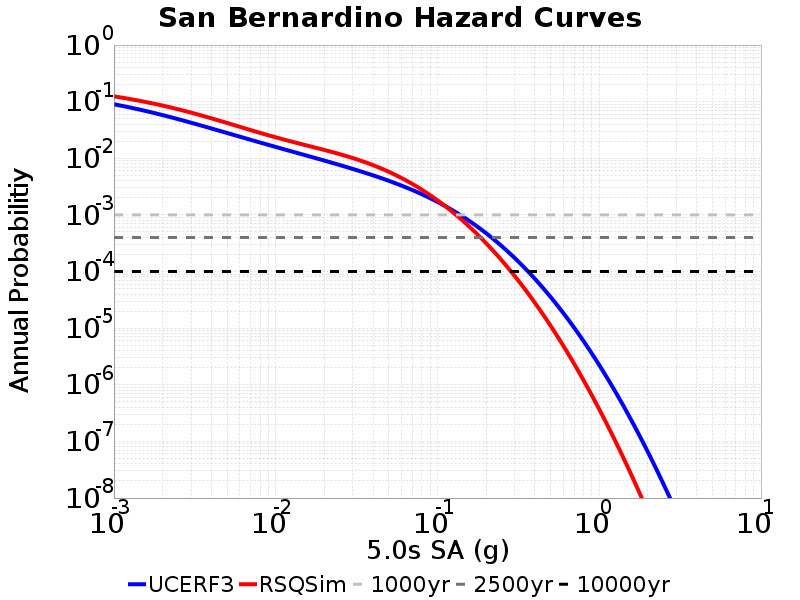 San Bernardino Hazard Curves
Annual Probabilitiy
10^0
10^-1
10^-2
10^-3
10^-4
10^-5
10^-6
10^-7
10^-8
10^-3 10^-2 10^-1 10^0 10^1
5.0s SA (g)
UCERF3 RSQSim 1000yr 2500yr 10000yr